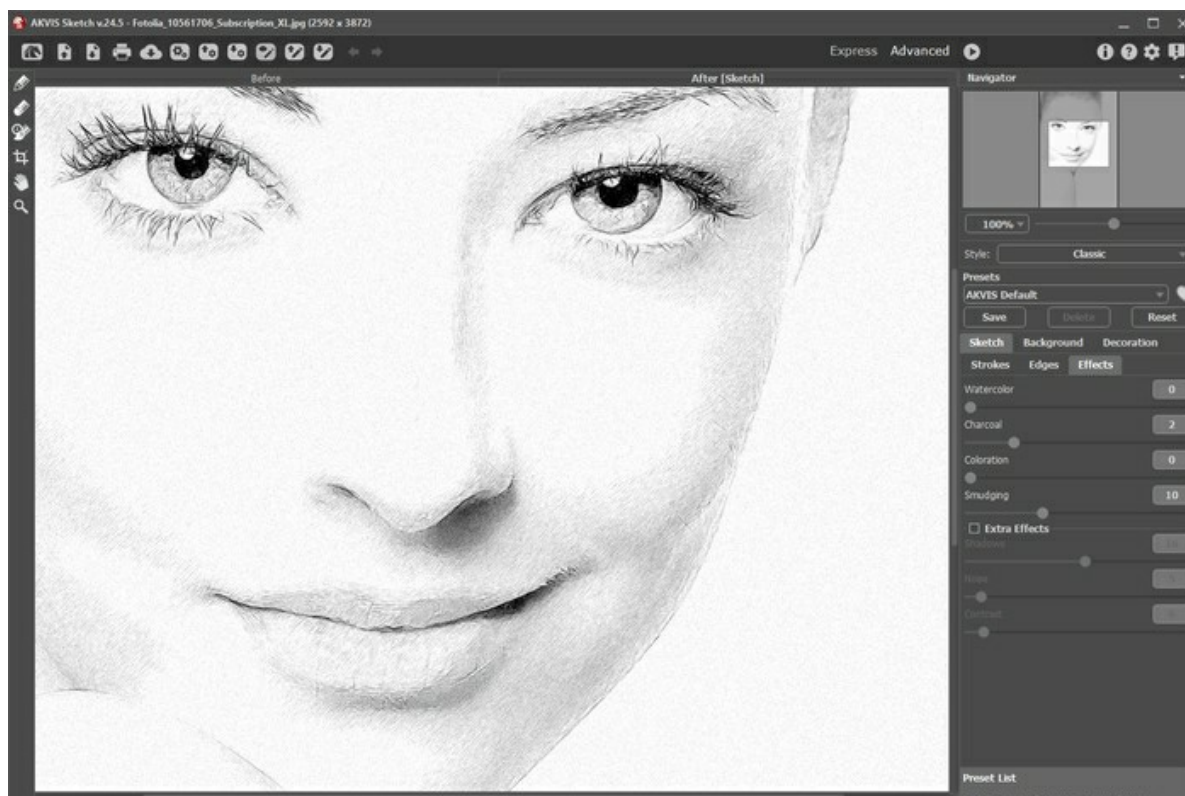 AKVIS Sketch v.24.5 - Fotolia_10561706_Subscription_XL.jpg (2592 x 3872)
Express Advanced
Before After [Sketch] Navigator
100%
Style: Classic
Presets
AKVIS Default
Save Delete Reset
Sketch Background Decoration
Strokes Edges Effects
Watercolor 0
Charcoal 2
Coloration 0
Smudging 10
Extra Effects
Shadows
Noise
Contrast
Preset List